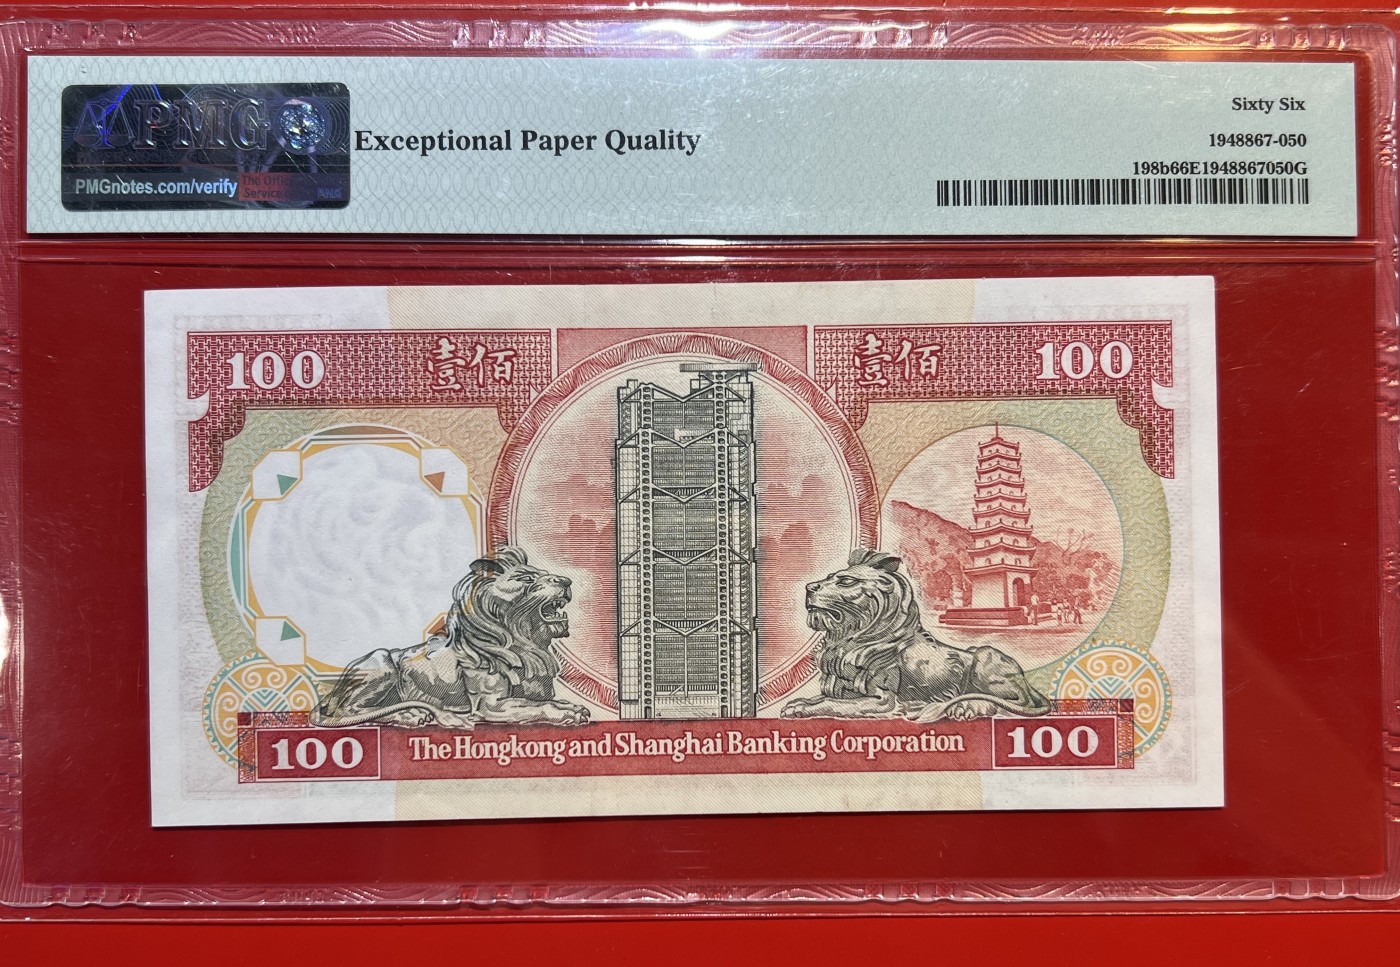 PMG
PMGnotes.com/verify
Exceptional Paper Quality
Sixty Six
1948867-050
198b66E1948867050G
100 壹佰
壹佰 100
100 The Hongkong and Shanghai Banking Corporation 100